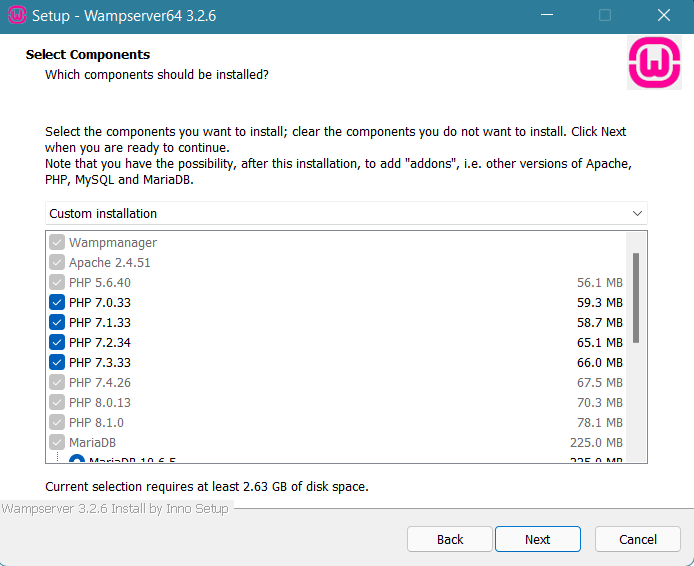 Setup - Wampserver64 3.2.6
Select Components
Which components should be installed?
Select the components you want to install; clear the components you do not want to install. Click Next
when you are ready to continue.
Note that you have the possibility, after this installation, to add "addons", i.e. other versions of Apache,
PHP, MySQL and MariaDB.
Custom installation
Wampmanager
Apache 2.4.51
PHP 5.6.40 56.1 MB
PHP 7.0.33 59.3 MB
PHP 7.1.33 58.7 MB
PHP 7.2.34 65.1 MB
PHP 7.3.33 66.0 MB
PHP 7.4.26 67.5 MB
PHP 8.0.13 70.3 MB
PHP 8.1.0 78.1 MB
MariaDB 225.0 MB
MariaDB 10.6.5 225.0 MB
Current selection requires at least 2.63 GB of disk space.
Wampserver 3.2.6 Install by Inno Setup
Back Next Cancel